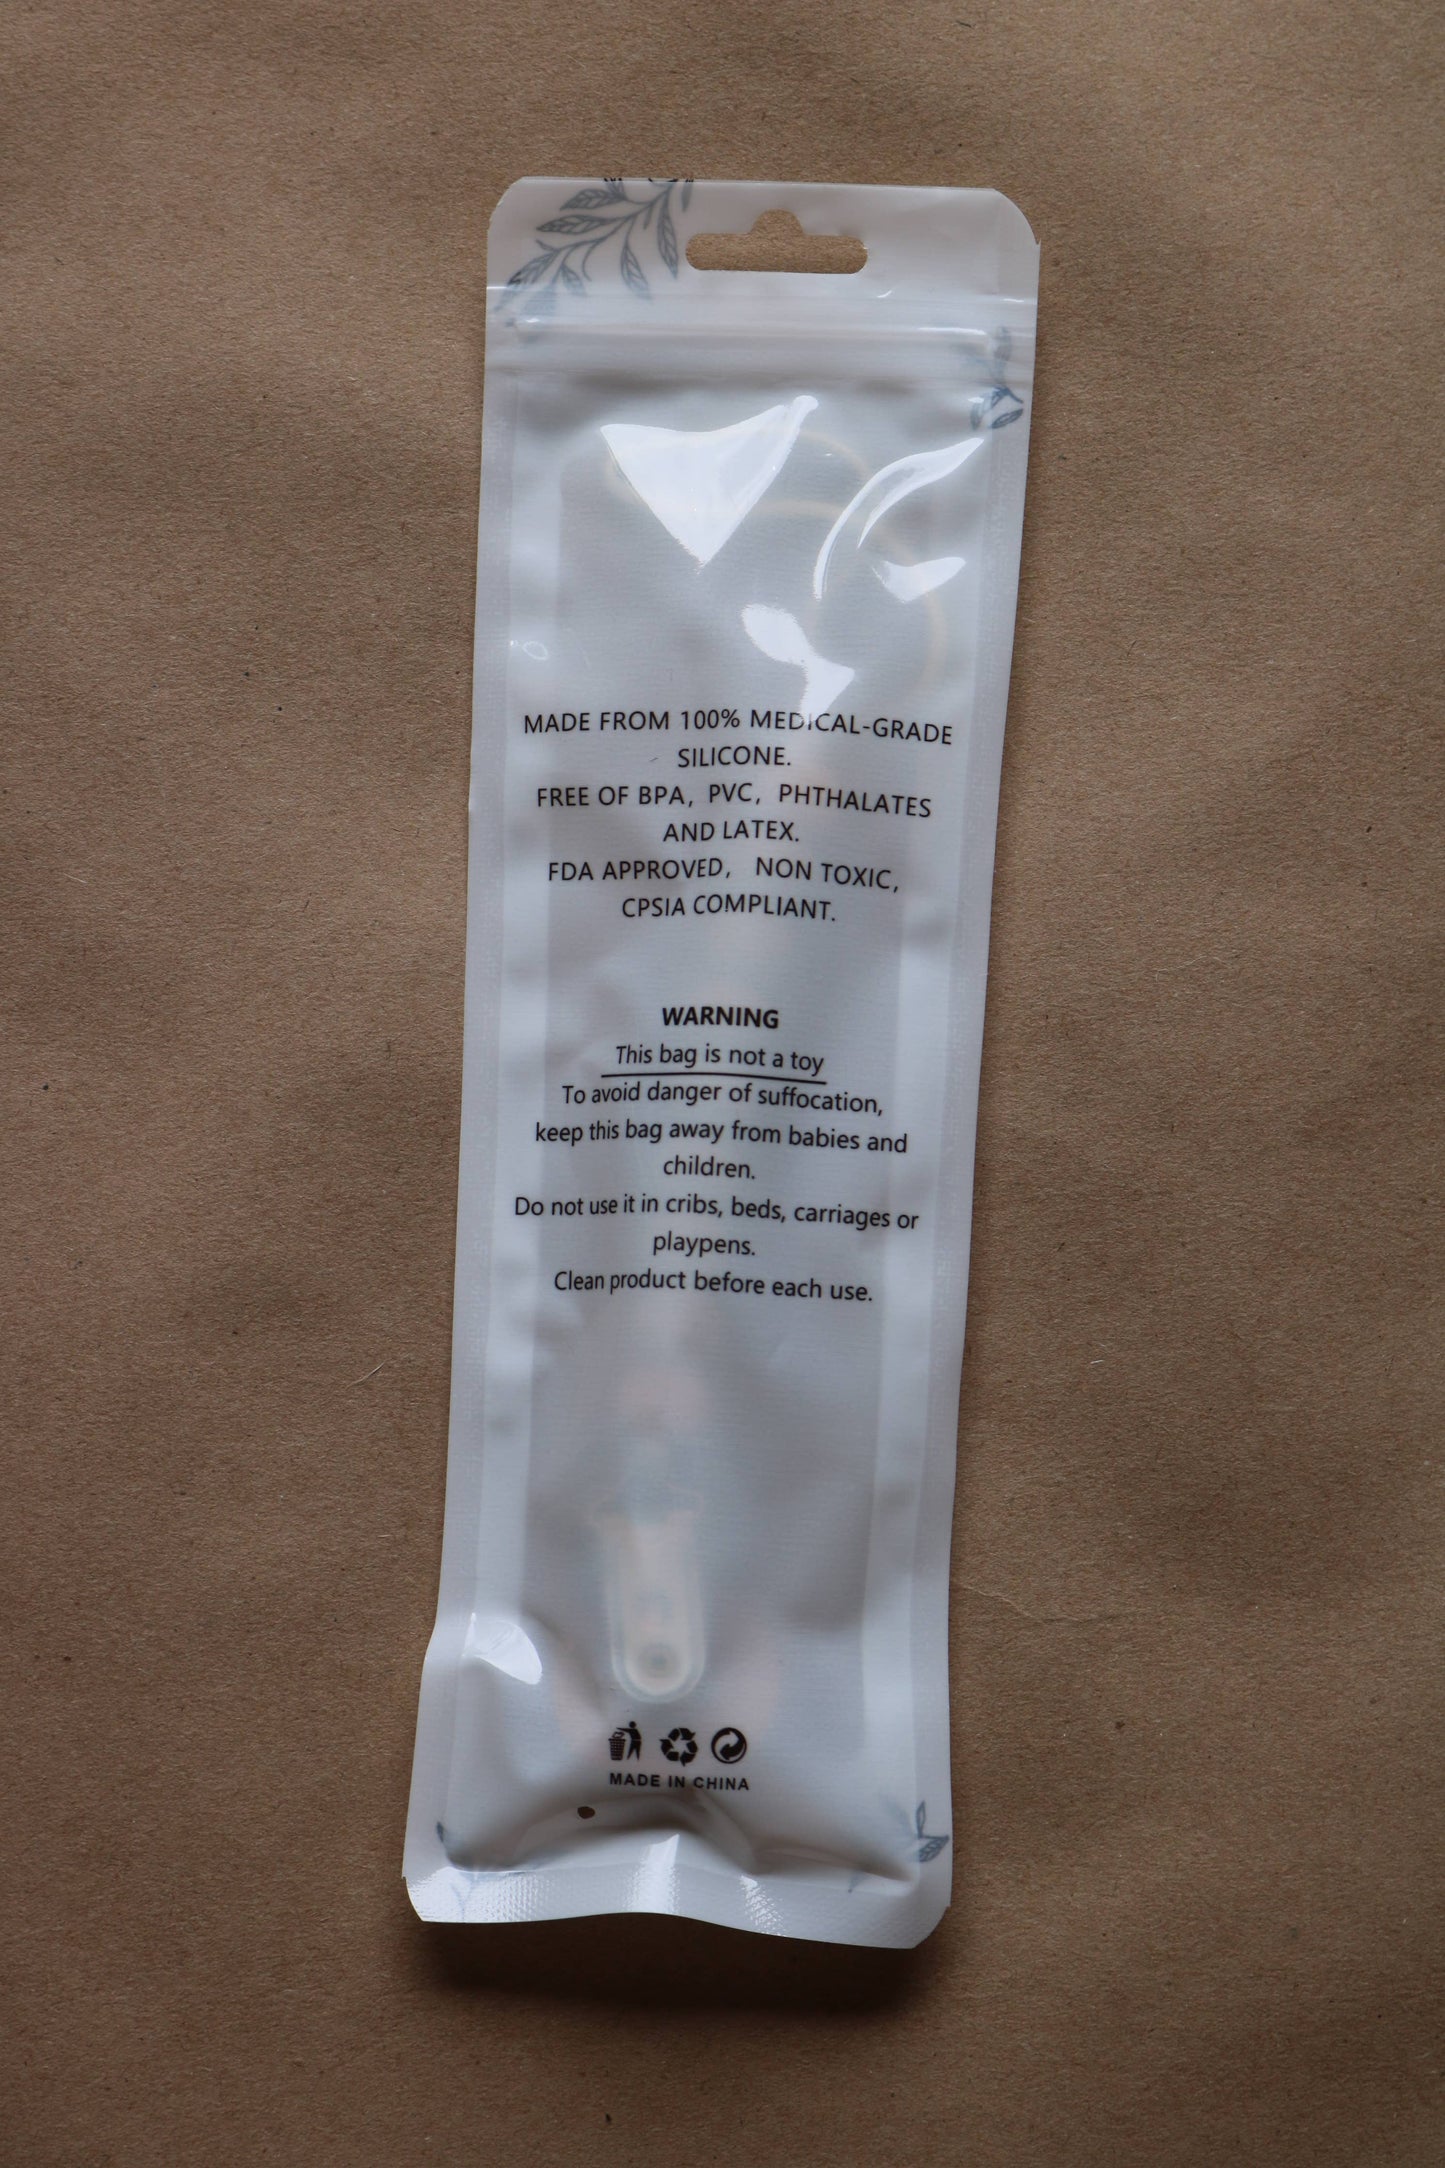 MADE FROM 100% MEDICAL-GRADE
SILICONE.
FREE OF BPA, PVC, PHTHALATES
AND LATEX.
FDA APPROVED, NON TOXIC,
CPSIA COMPLIANT.
WARNING
This bag is not a toy
To avoid danger of suffocation,
keep this bag away from babies and
children.
Do not use it in cribs, beds, carriages or
playpens.
Clean product before each use.
MADE IN CHINA